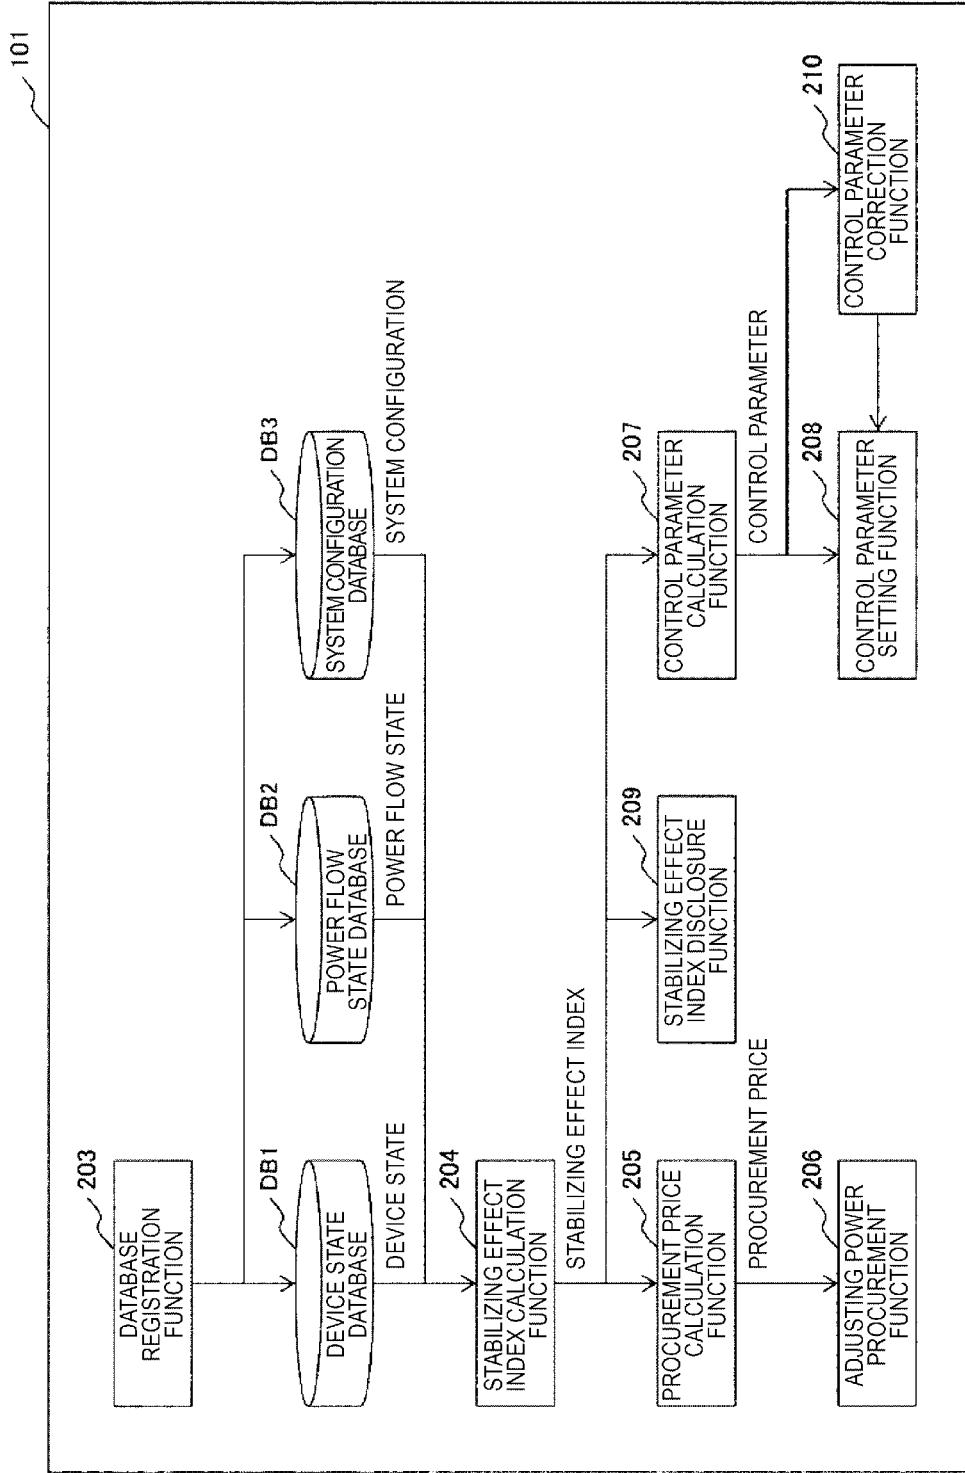 101
203
DATABASE
REGISTRATION
FUNCTION
DB1
DEVICE STATE
DATABASE
DB2
POWER FLOW
STATE DATABASE
DB3
SYSTEM CONFIGURATION
DATABASE
DEVICE STATE
POWER FLOW STATE
SYSTEM CONFIGURATION
204
STABILIZING EFFECT
INDEX CALCULATION
FUNCTION
STABILIZING EFFECT INDEX
205
PROCUREMENT PRICE
CALCULATION
FUNCTION
209
STABILIZING EFFECT
INDEX DISCLOSURE
FUNCTION
207
CONTROL PARAMETER
CALCULATION
FUNCTION
PROCUREMENT PRICE
CONTROL PARAMETER
206
ADJUSTING POWER
PROCUREMENT
FUNCTION
208
CONTROL PARAMETER
SETTING FUNCTION
210
CONTROL PARAMETER
CORRECTION
FUNCTION